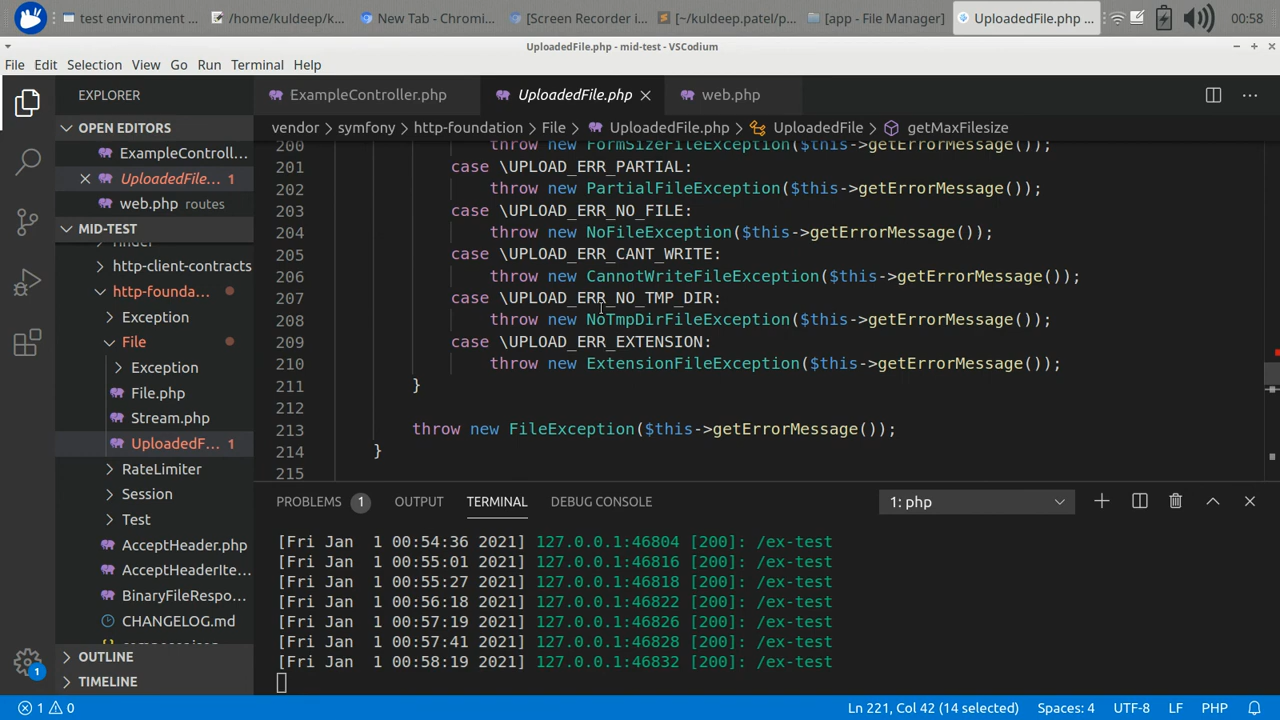 test environment ...
/home/kuldeep/k...
New Tab - Chromi...
[Screen Recorder i...
[~/kuldeep.patel/p...
[app - File Manager]
UploadedFile.php ...
00:58
UploadedFile.php - mid-test - VSCodium
File Edit Selection View Go Run Terminal Help
EXPLORER
OPEN EDITORS
ExampleControll...
UploadedFile... 1
web.php routes
MID-TEST
finder
http-client-contracts
http-founda...
Exception
File
Exception
File.php
Stream.php
UploadedF... 1
RateLimiter
Session
Test
AcceptHeader.php
AcceptHeaderIte...
BinaryFileRespo...
CHANGELOG.md
OUTLINE
TIMELINE
1
ExampleController.php
UploadedFile.php
web.php
vendor > symfony > http-foundation > File > UploadedFile.php > UploadedFile > getMaxFilesize
200 throw new FormSizeFileException($this->getErrorMessage());
201 case \UPLOAD_ERR_PARTIAL:
202 throw new PartialFileException($this->getErrorMessage());
203 case \UPLOAD_ERR_NO_FILE:
204 throw new NoFileException($this->getErrorMessage());
205 case \UPLOAD_ERR_CANT_WRITE:
206 throw new CannotWriteFileException($this->getErrorMessage());
207 case \UPLOAD_ERR_NO_TMP_DIR:
208 throw new NoTmpDirFileException($this->getErrorMessage());
209 case \UPLOAD_ERR_EXTENSION:
210 throw new ExtensionFileException($this->getErrorMessage());
211 }
212
213 throw new FileException($this->getErrorMessage());
214 }
215
PROBLEMS 1 OUTPUT TERMINAL DEBUG CONSOLE 1: php
[Fri Jan  1 00:54:36 2021] 127.0.0.1:46804 [200]: /ex-test
[Fri Jan  1 00:55:01 2021] 127.0.0.1:46816 [200]: /ex-test
[Fri Jan  1 00:55:27 2021] 127.0.0.1:46818 [200]: /ex-test
[Fri Jan  1 00:56:18 2021] 127.0.0.1:46822 [200]: /ex-test
[Fri Jan  1 00:57:19 2021] 127.0.0.1:46826 [200]: /ex-test
[Fri Jan  1 00:57:41 2021] 127.0.0.1:46828 [200]: /ex-test
[Fri Jan  1 00:58:19 2021] 127.0.0.1:46832 [200]: /ex-test
1 0 Ln 221, Col 42 (14 selected) Spaces: 4 UTF-8 LF PHP